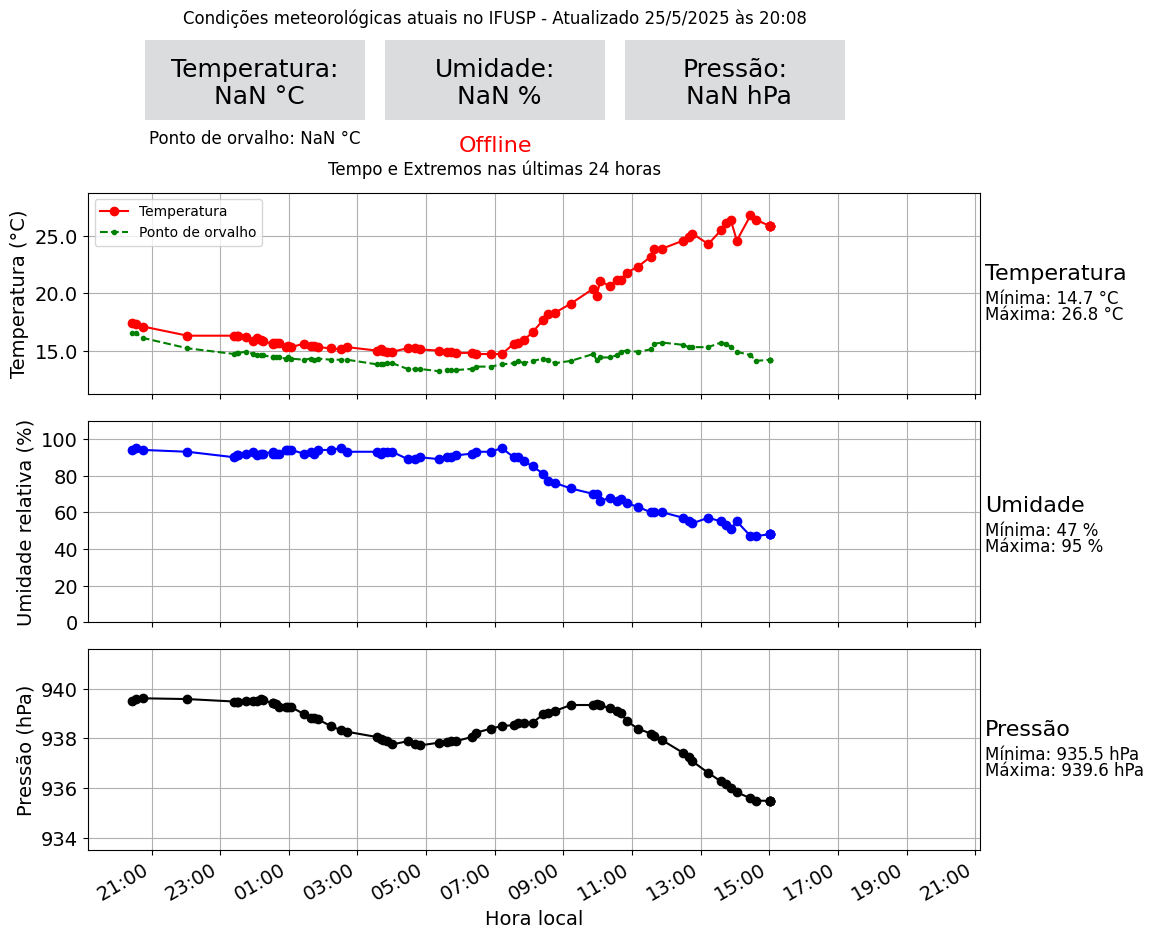 Condições meteorológicas atuais no IFUSP - Atualizado 25/5/2025 às 20:08
Temperatura:
NaN °C
Umidade:
NaN %
Pressão:
NaN hPa
Ponto de orvalho: NaN °C
Offline
Tempo e Extremos nas últimas 24 horas
Temperatura (°C)
25.0
20.0
15.0
Temperatura
Ponto de orvalho
Temperatura
Mínima: 14.7 °C
Máxima: 26.8 °C
Umidade relativa (%)
100
80
60
40
20
0
Umidade
Mínima: 47 %
Máxima: 95 %
Pressão (hPa)
940
938
936
934
Pressão
Mínima: 935.5 hPa
Máxima: 939.6 hPa
21:00 23:00 01:00 03:00 05:00 07:00 09:00 11:00 13:00 15:00 17:00 19:00 21:00
Hora local